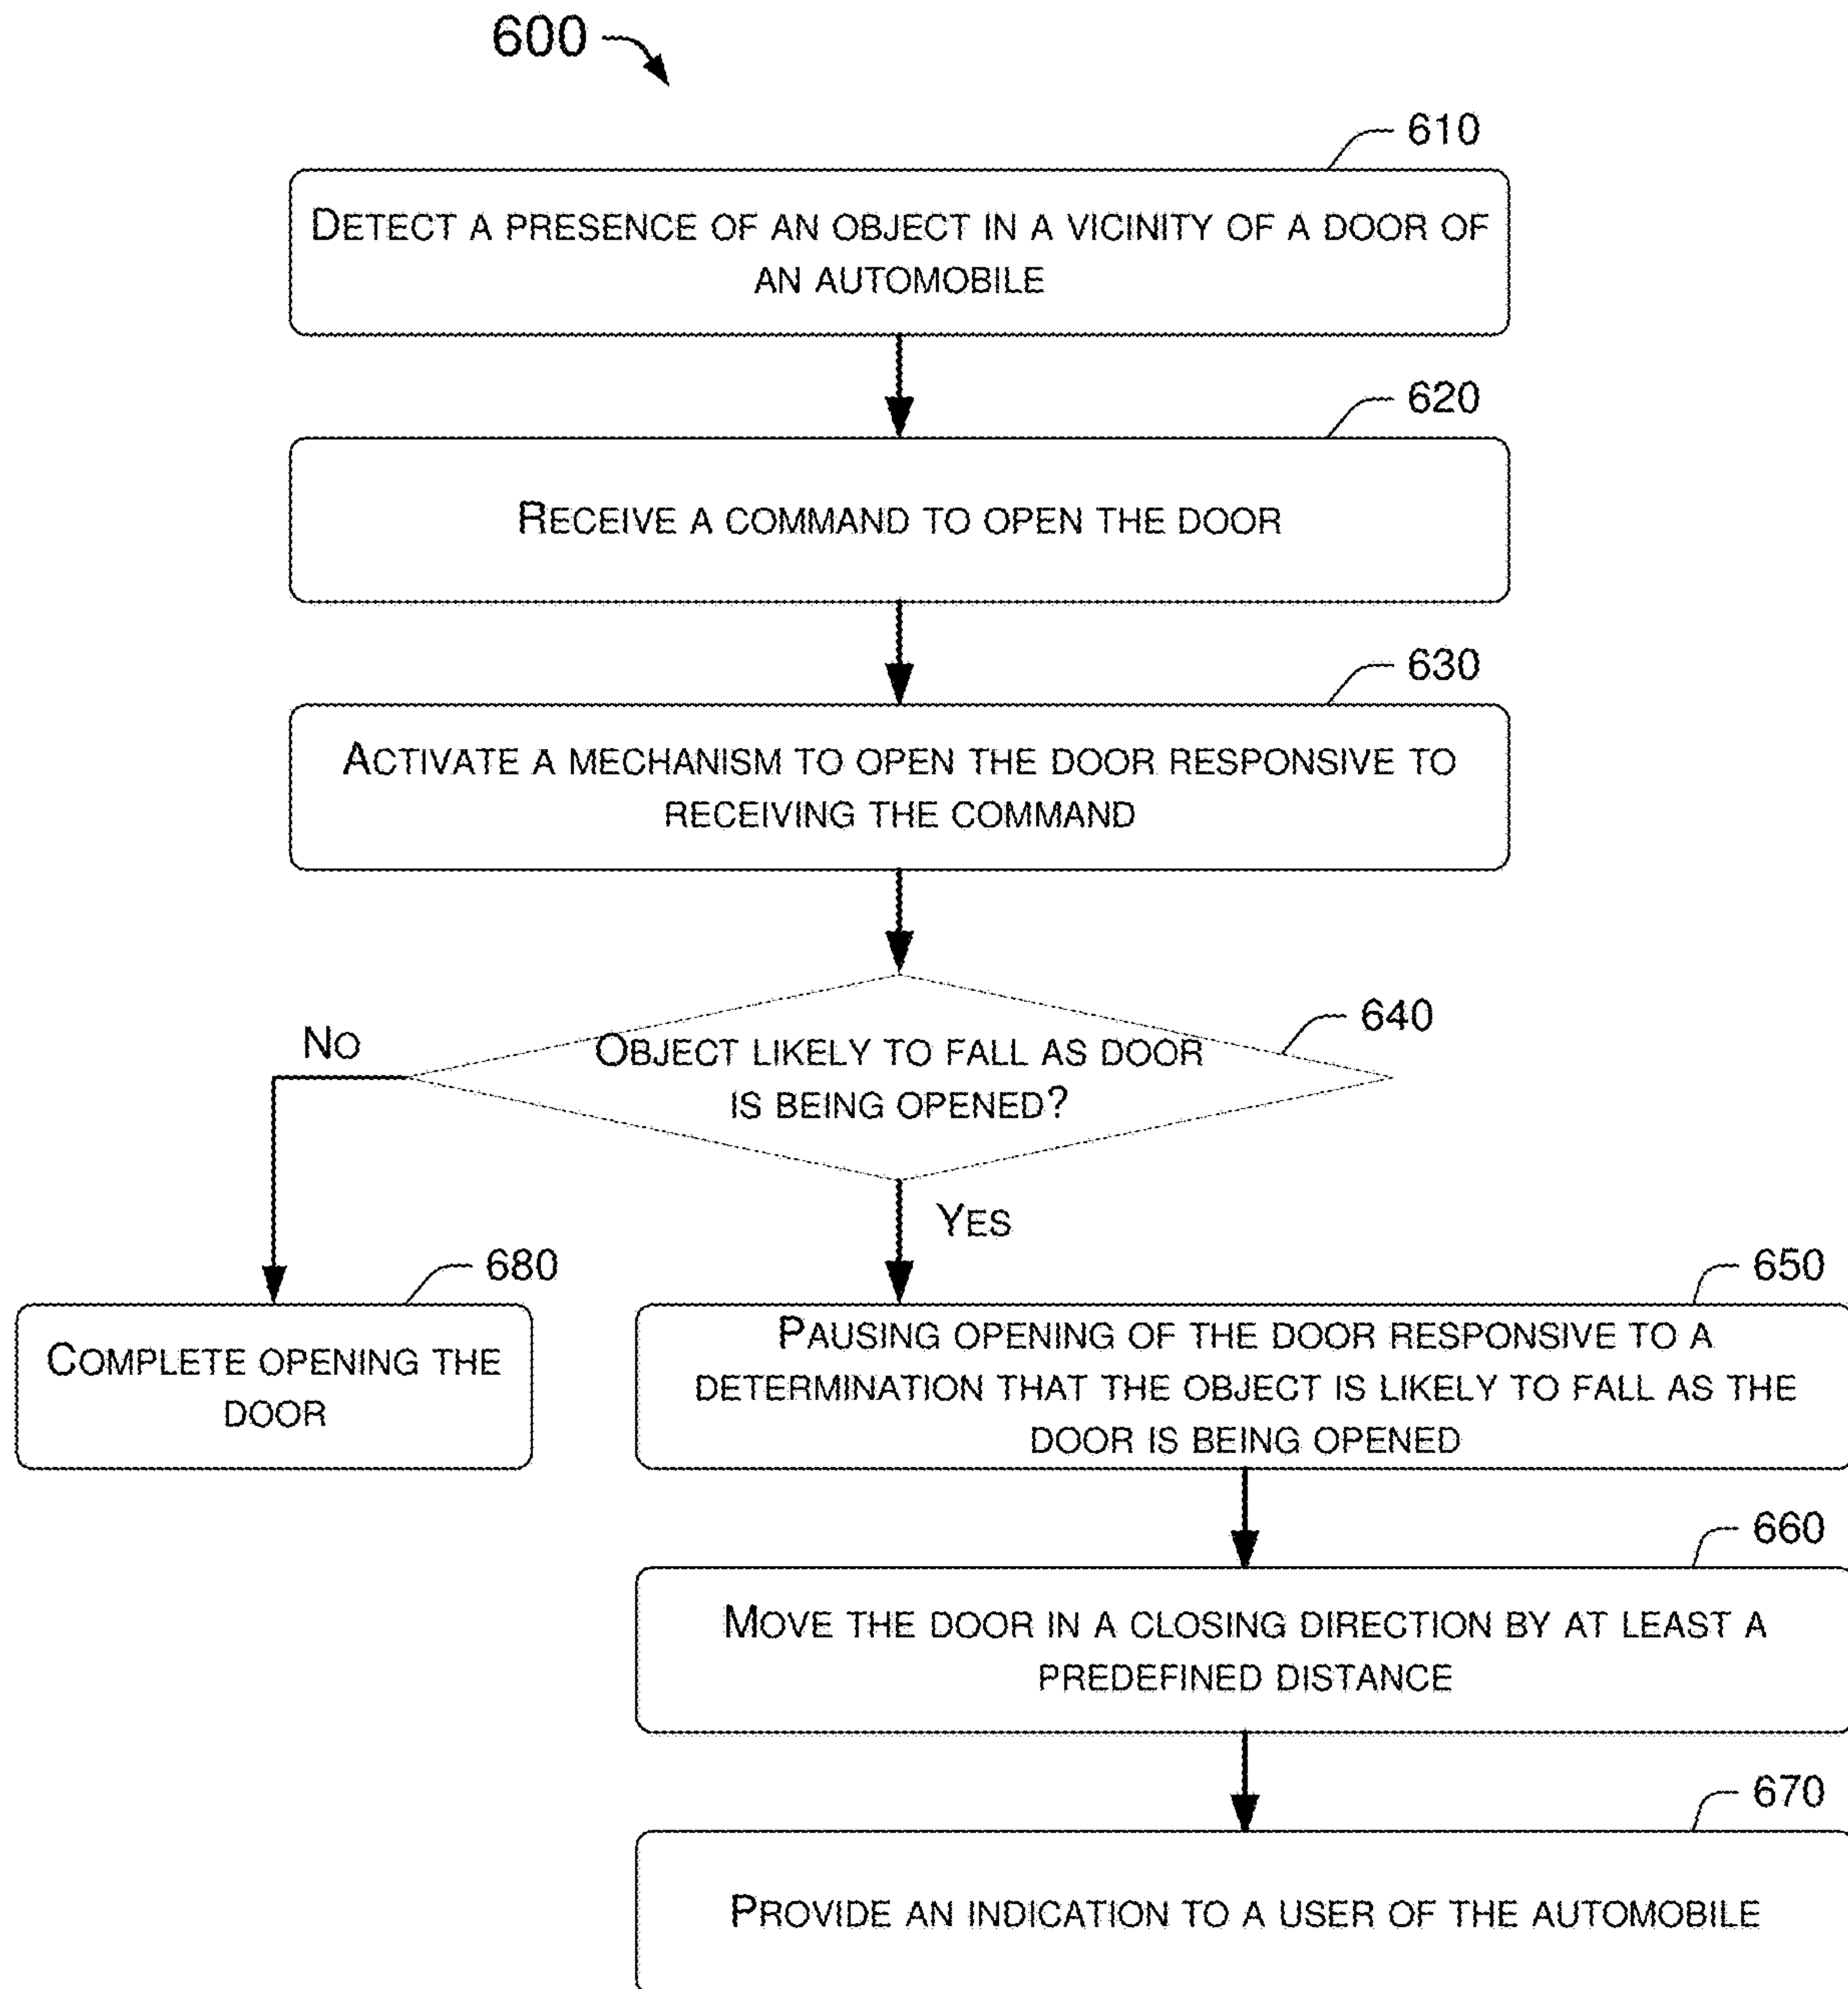 600
610
DETECT A PRESENCE OF AN OBJECT IN A VICINITY OF A DOOR OF
AN AUTOMOBILE
620
RECEIVE A COMMAND TO OPEN THE DOOR
630
ACTIVATE A MECHANISM TO OPEN THE DOOR RESPONSIVE TO
RECEIVING THE COMMAND
640
NO
OBJECT LIKELY TO FALL AS DOOR
IS BEING OPENED?
YES
680
COMPLETE OPENING THE
DOOR
650
PAUSING OPENING OF THE DOOR RESPONSIVE TO A
DETERMINATION THAT THE OBJECT IS LIKELY TO FALL AS THE
DOOR IS BEING OPENED
660
MOVE THE DOOR IN A CLOSING DIRECTION BY AT LEAST A
PREDEFINED DISTANCE
670
PROVIDE AN INDICATION TO A USER OF THE AUTOMOBILE